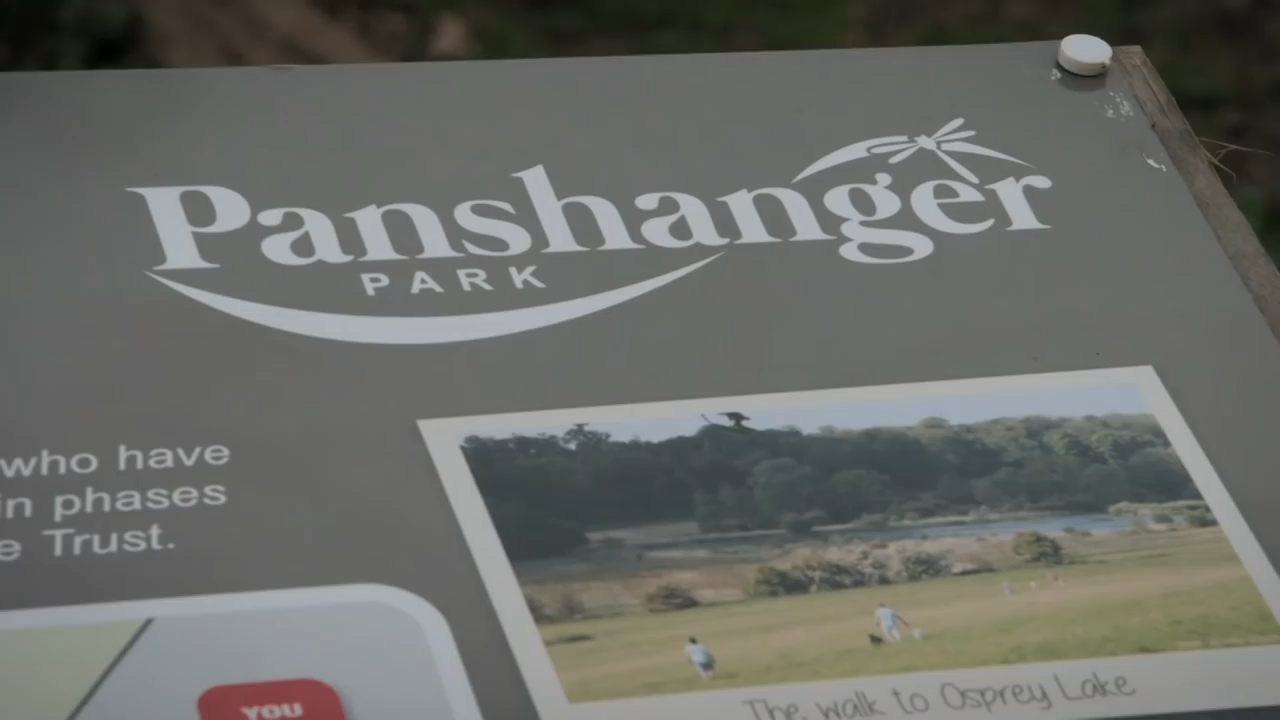 Panshanger
PARK
who have
in phases
e Trust.
YOU
The walk to Osprey Lake